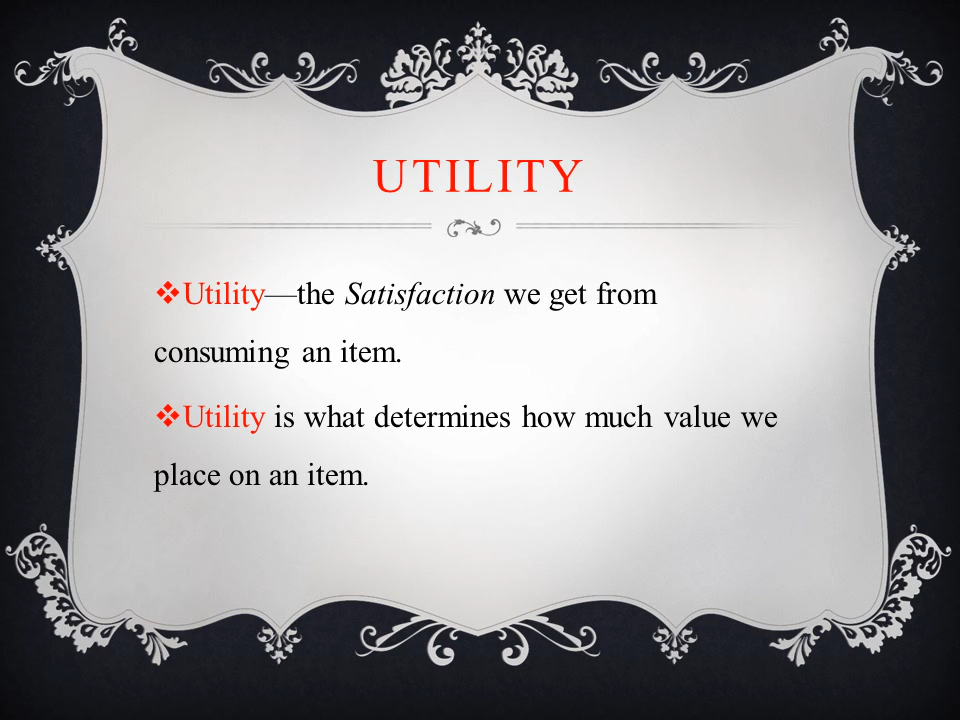 UTILITY
❖Utility—the Satisfaction we get from
consuming an item.
❖Utility is what determines how much value we
place on an item.